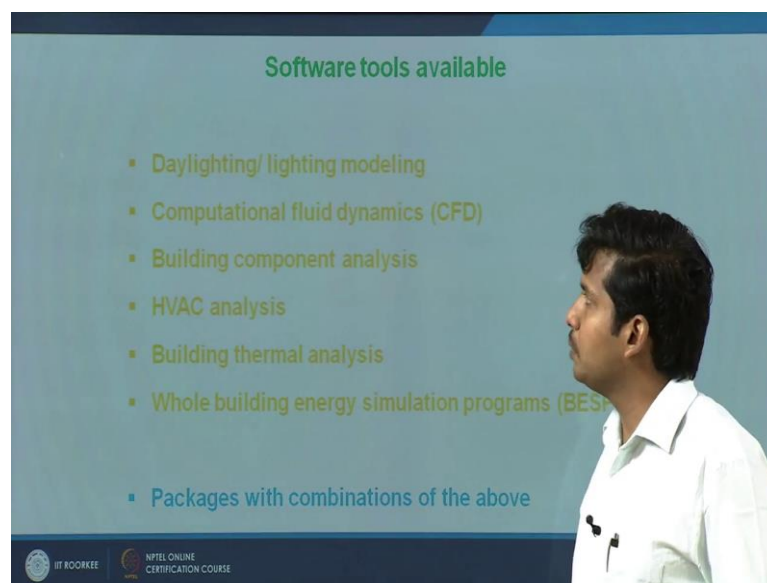 Software tools available
Daylighting/ lighting modeling
Computational fluid dynamics (CFD)
Building component analysis
HVAC analysis
Building thermal analysis
Whole building energy simulation programs (BESP
Packages with combinations of the above
IIT ROORKEE
NPTEL ONLINE
CERTIFICATION COURSE